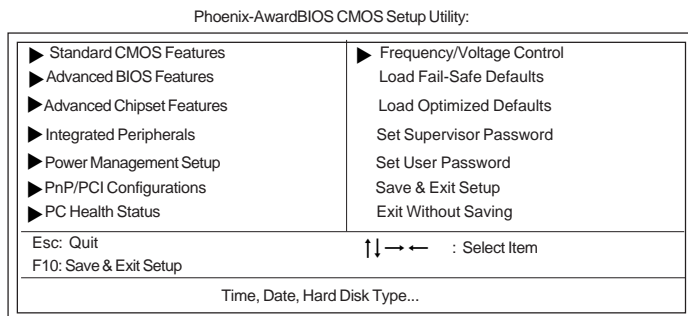 Phoenix-AwardBIOS CMOS Setup Utility:
Standard CMOS Features
Advanced BIOS Features
Advanced Chipset Features
Integrated Peripherals
Power Management Setup
PnP/PCI Configurations
PC Health Status
Frequency/Voltage Control
Load Fail-Safe Defaults
Load Optimized Defaults
Set Supervisor Password
Set User Password
Save & Exit Setup
Exit Without Saving
Esc: Quit
F10: Save & Exit Setup
↑↓→← : Select Item
Time, Date, Hard Disk Type...